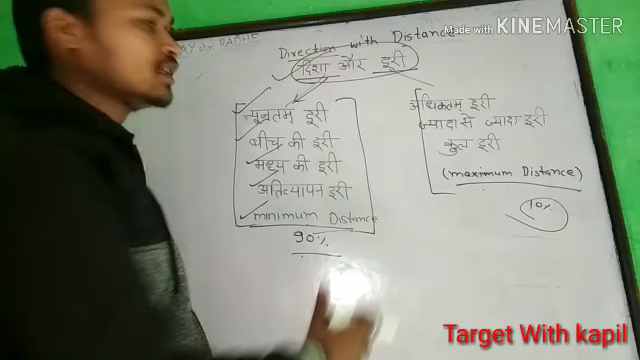 Made with KINEMASTER
Direction with Distance
दिशा और दूरी
न्यूनतम दूरी
बीच की दूरी
मध्य की दूरी
अतिव्यापन दूरी
minimum Distance
90%
अधिकतम दूरी
ज्यादा से ज्यादा दूरी
कुल दूरी
(maximum Distance)
10%
Target With kapil